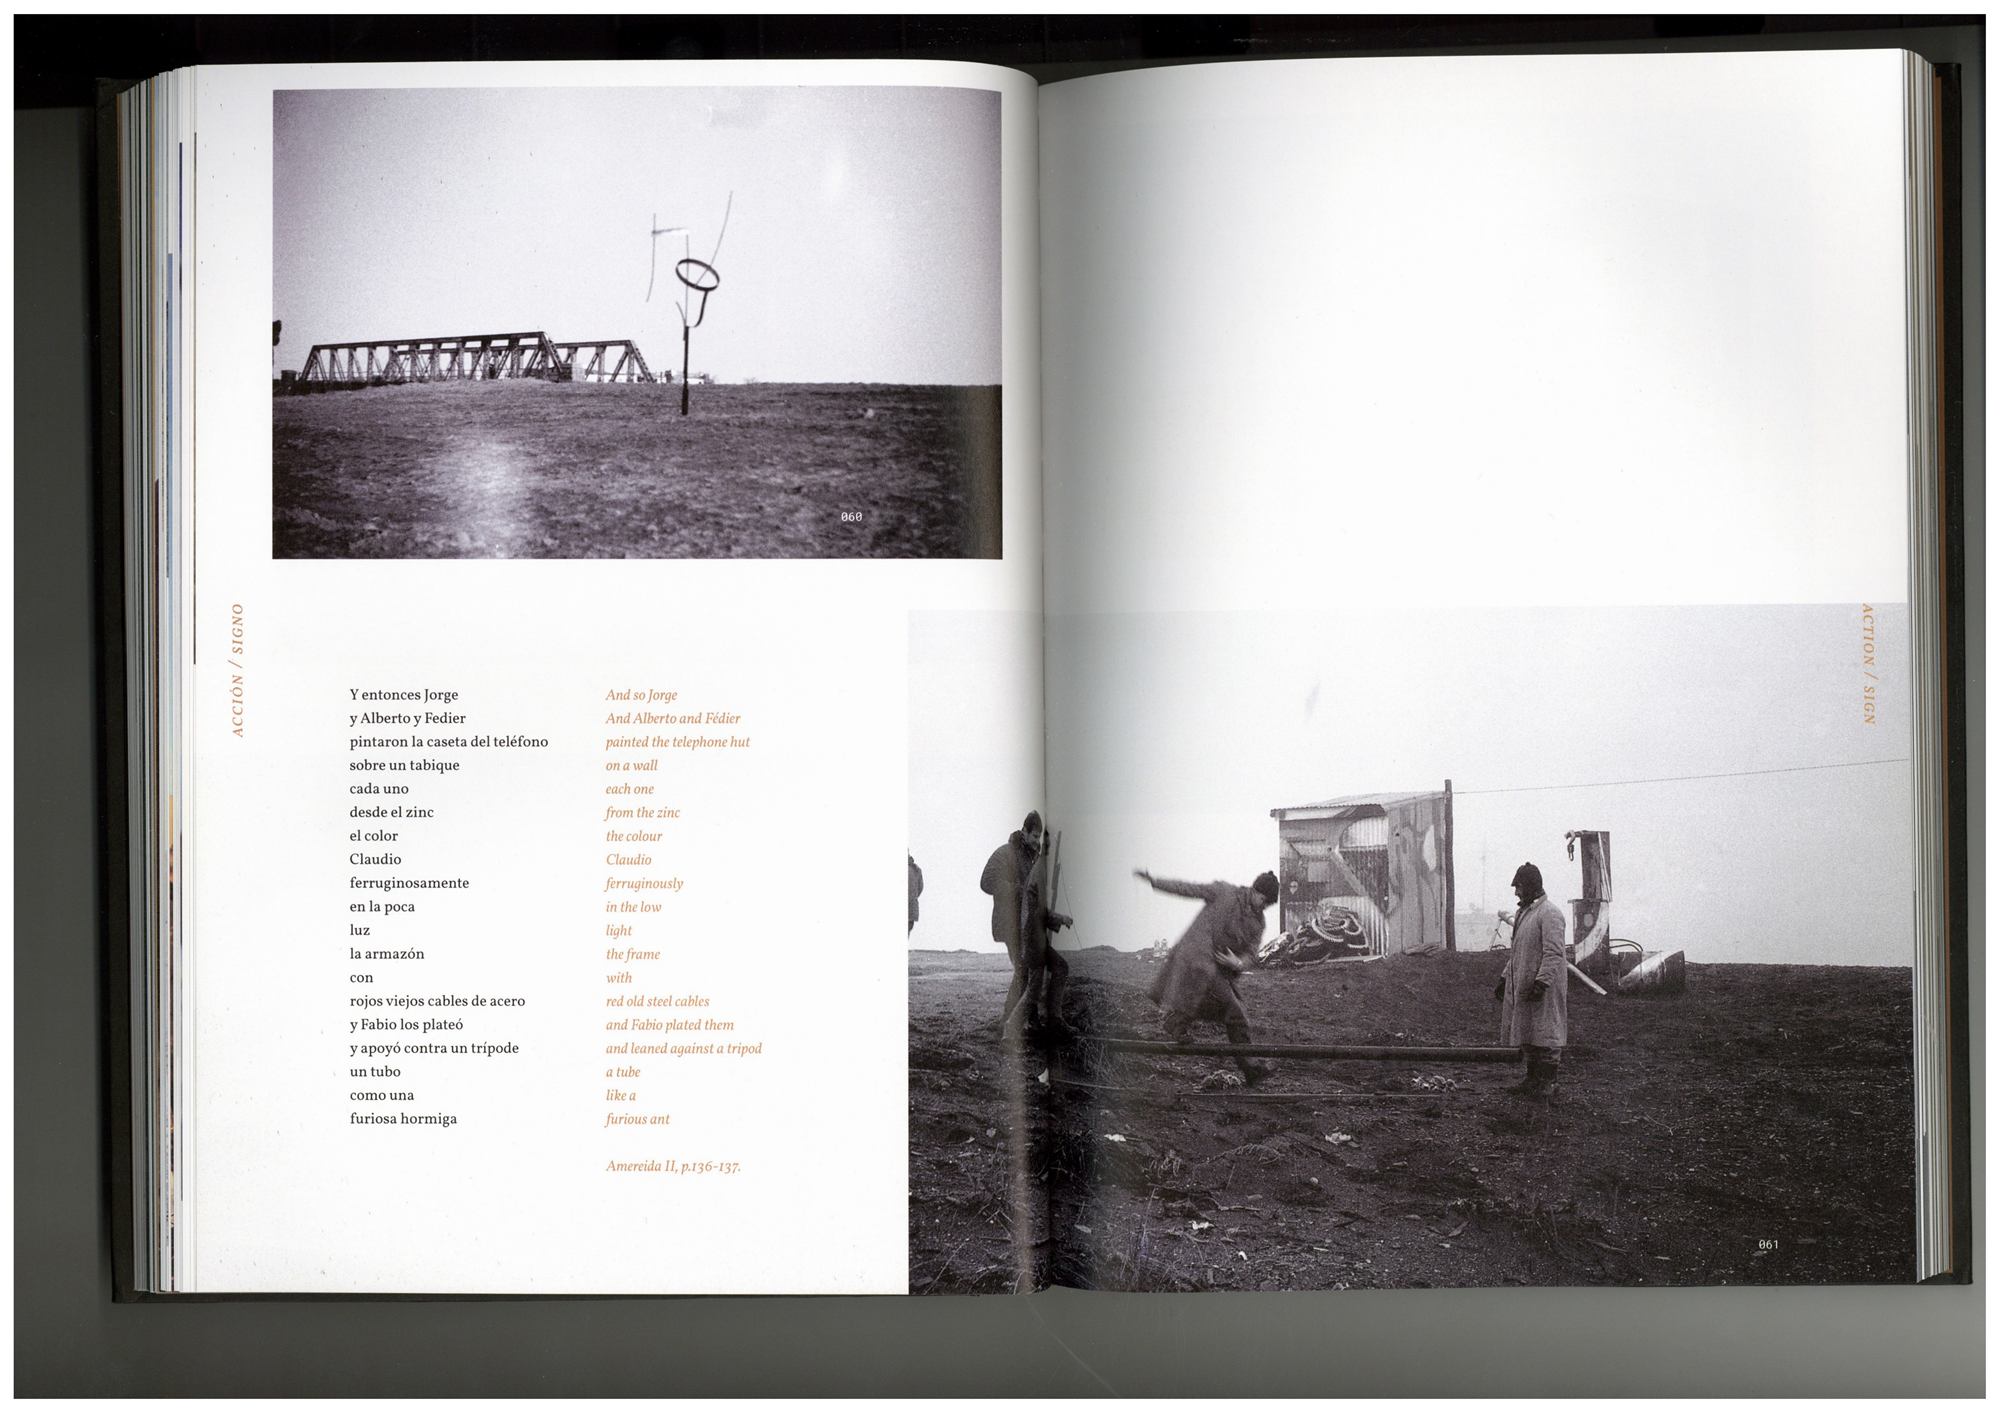 060
ACCIÓN / SIGNO
Y entonces Jorge
y Alberto y Fedier
pintaron la caseta del teléfono
sobre un tabique
cada uno
desde el zinc
el color
Claudio
ferruginosamente
en la poca
luz
la armazón
con
rojos viejos cables de acero
y Fabio los plateó
y apoyó contra un trípode
un tubo
como una
furiosa hormiga
And so Jorge
And Alberto and Fédier
painted the telephone hut
on a wall
each one
from the zinc
the colour
Claudio
ferruginously
in the low
light
the frame
with
red old steel cables
and Fabio plated them
and leaned against a tripod
a tube
like a
furious ant
Amereida II, p.136-137.
ACTION / SIGN
061